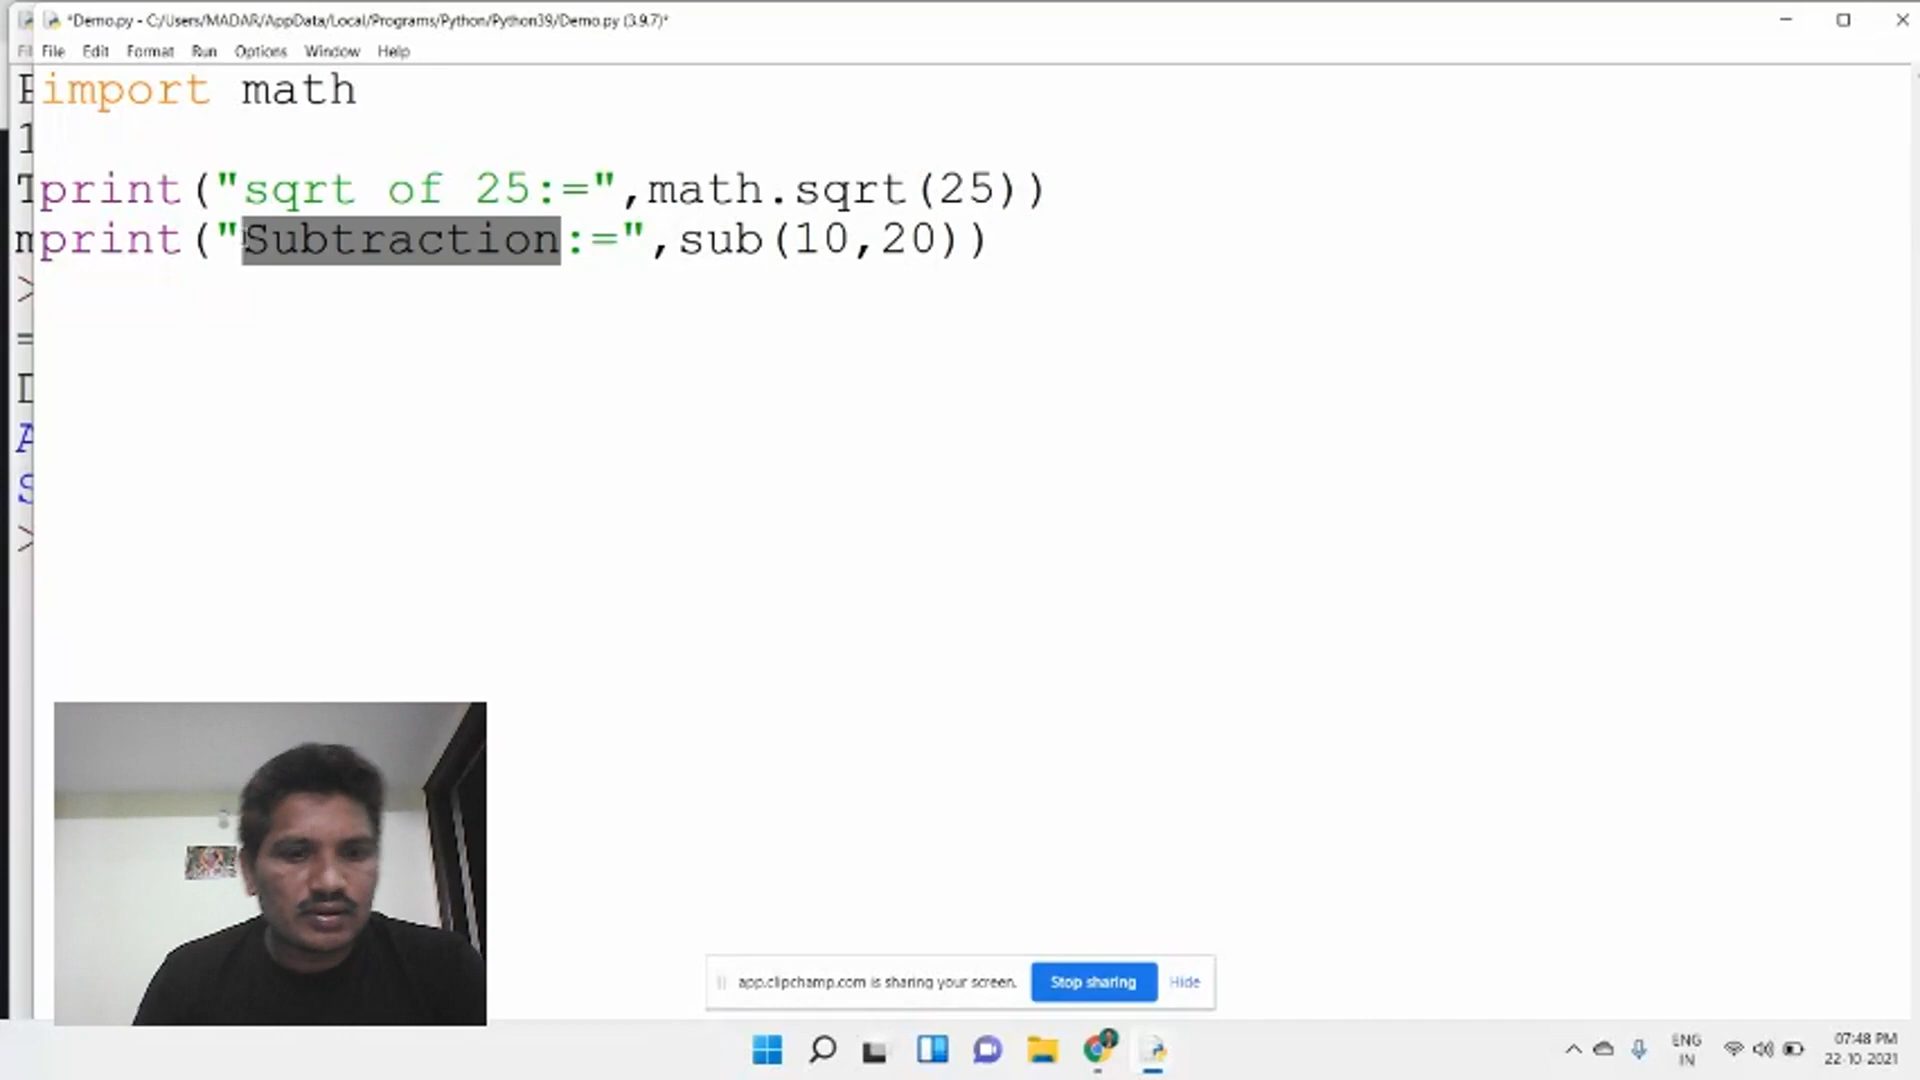 *Demo.py - C:/Users/MADAR/AppData/Local/Programs/Python/Python39/Demo.py (3.9.7)*
File Edit Format Run Options Window Help
import math
print("sqrt of 25:=",math.sqrt(25))
print("Subtraction:=",sub(10,20))
app.clipchamp.com is sharing your screen. Stop sharing Hide
ENG
IN
07:48 PM
22-10-2021